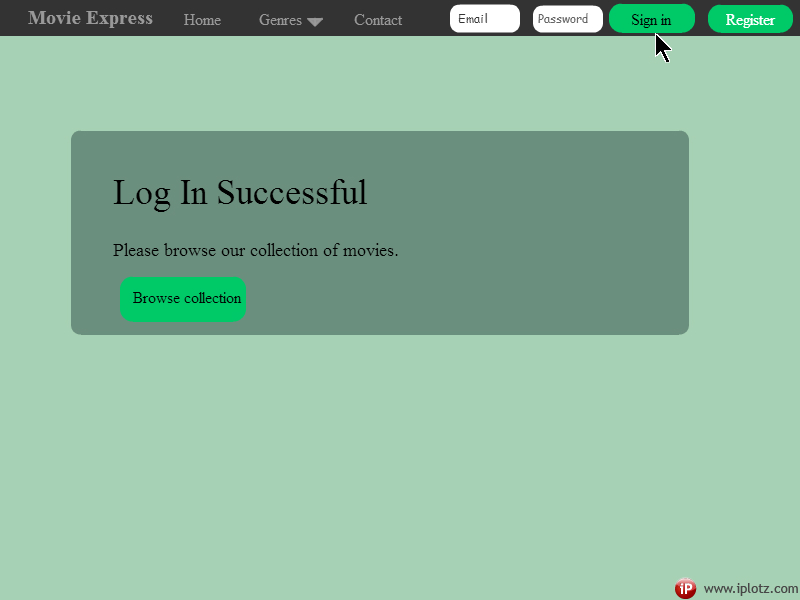 Movie Express Home Genres Contact Email Password Sign in Register
Log In Successful
Please browse our collection of movies.
Browse collection
iP www.iplotz.com